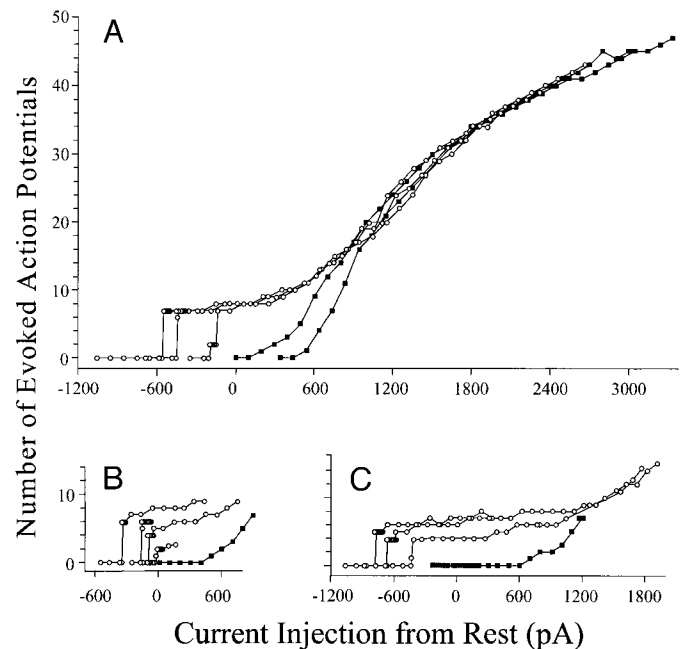 A
Number of Evoked Action Potentials
50
40
30
20
10
0
-1200 -600 0 600 1200 1800 2400 3000
B
10
0
-600 0 600
C
-1200 -600 0 600 1200 1800
Current Injection from Rest (pA)